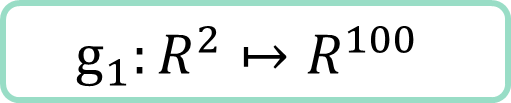 g₁: R² ↦ R¹⁰⁰